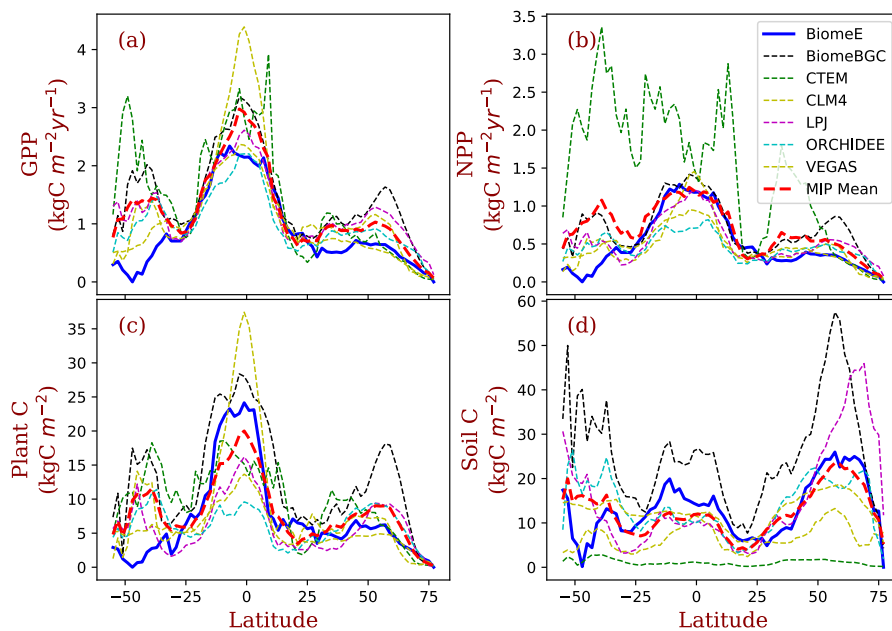 (a)
GPP
(kgC m⁻²yr⁻¹)
4
3
2
1
0
(b)
NPP
(kgC m⁻²yr⁻¹)
3.5
3.0
2.5
2.0
1.5
1.0
0.5
0.0
BiomeE
BiomeBGC
CTEM
CLM4
LPJ
ORCHIDEE
VEGAS
MIP Mean
(c)
Plant C
(kgC m⁻²)
35
30
25
20
15
10
5
0
−50
−25
0
25
50
75
Latitude
(d)
Soil C
(kgC m⁻²)
60
50
40
30
20
10
0
−50
−25
0
25
50
75
Latitude